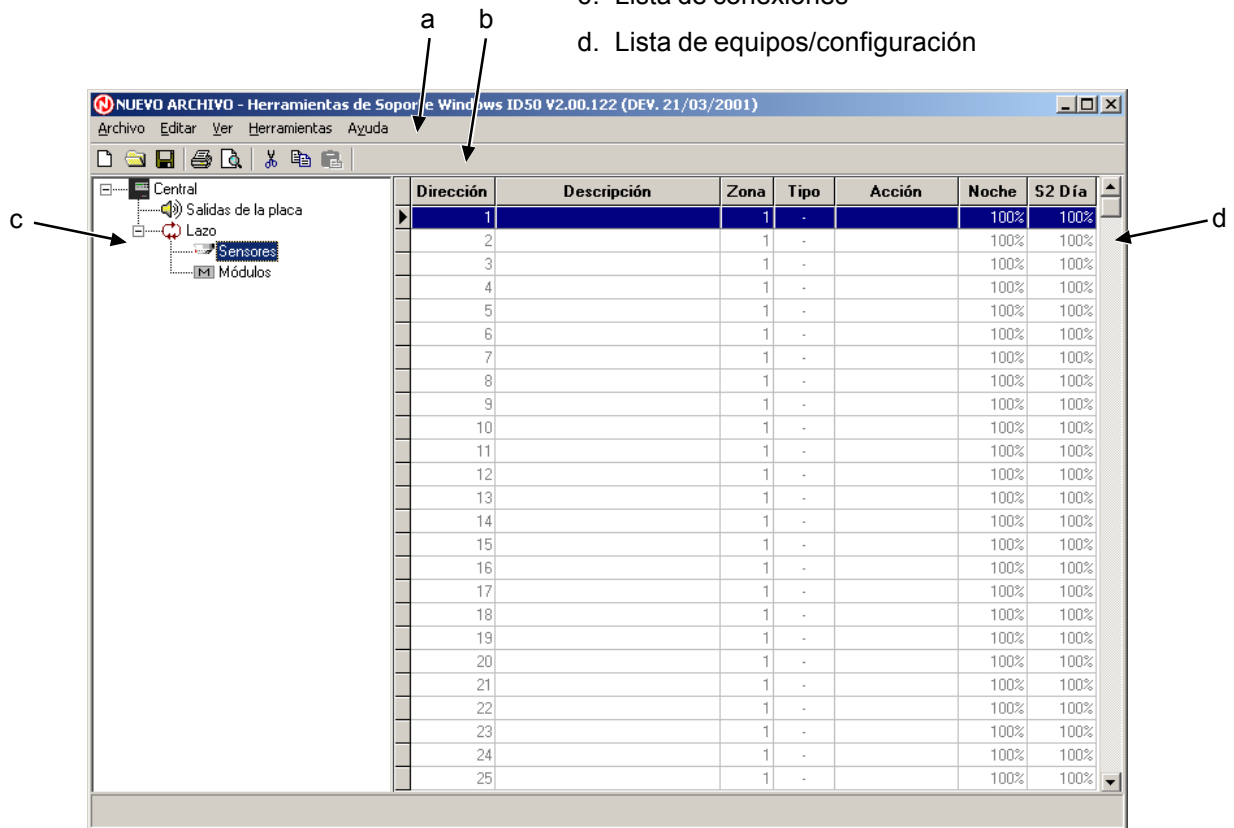 c. Lista de conexiones
a b
d. Lista de equipos/configuración
NUEVO ARCHIVO - Herramientas de Soporte Windows ID50 V2.00.122 (DEV. 21/03/2001)
Archivo Editar Ver Herramientas Ayuda
c
d
Central
Salidas de la placa
Lazo
Sensores
M Módulos
Dirección Descripción Zona Tipo Acción Noche S2 Día
1 1 - 100% 100%
2 1 - 100% 100%
3 1 - 100% 100%
4 1 - 100% 100%
5 1 - 100% 100%
6 1 - 100% 100%
7 1 - 100% 100%
8 1 - 100% 100%
9 1 - 100% 100%
10 1 - 100% 100%
11 1 - 100% 100%
12 1 - 100% 100%
13 1 - 100% 100%
14 1 - 100% 100%
15 1 - 100% 100%
16 1 - 100% 100%
17 1 - 100% 100%
18 1 - 100% 100%
19 1 - 100% 100%
20 1 - 100% 100%
21 1 - 100% 100%
22 1 - 100% 100%
23 1 - 100% 100%
24 1 - 100% 100%
25 1 - 100% 100%